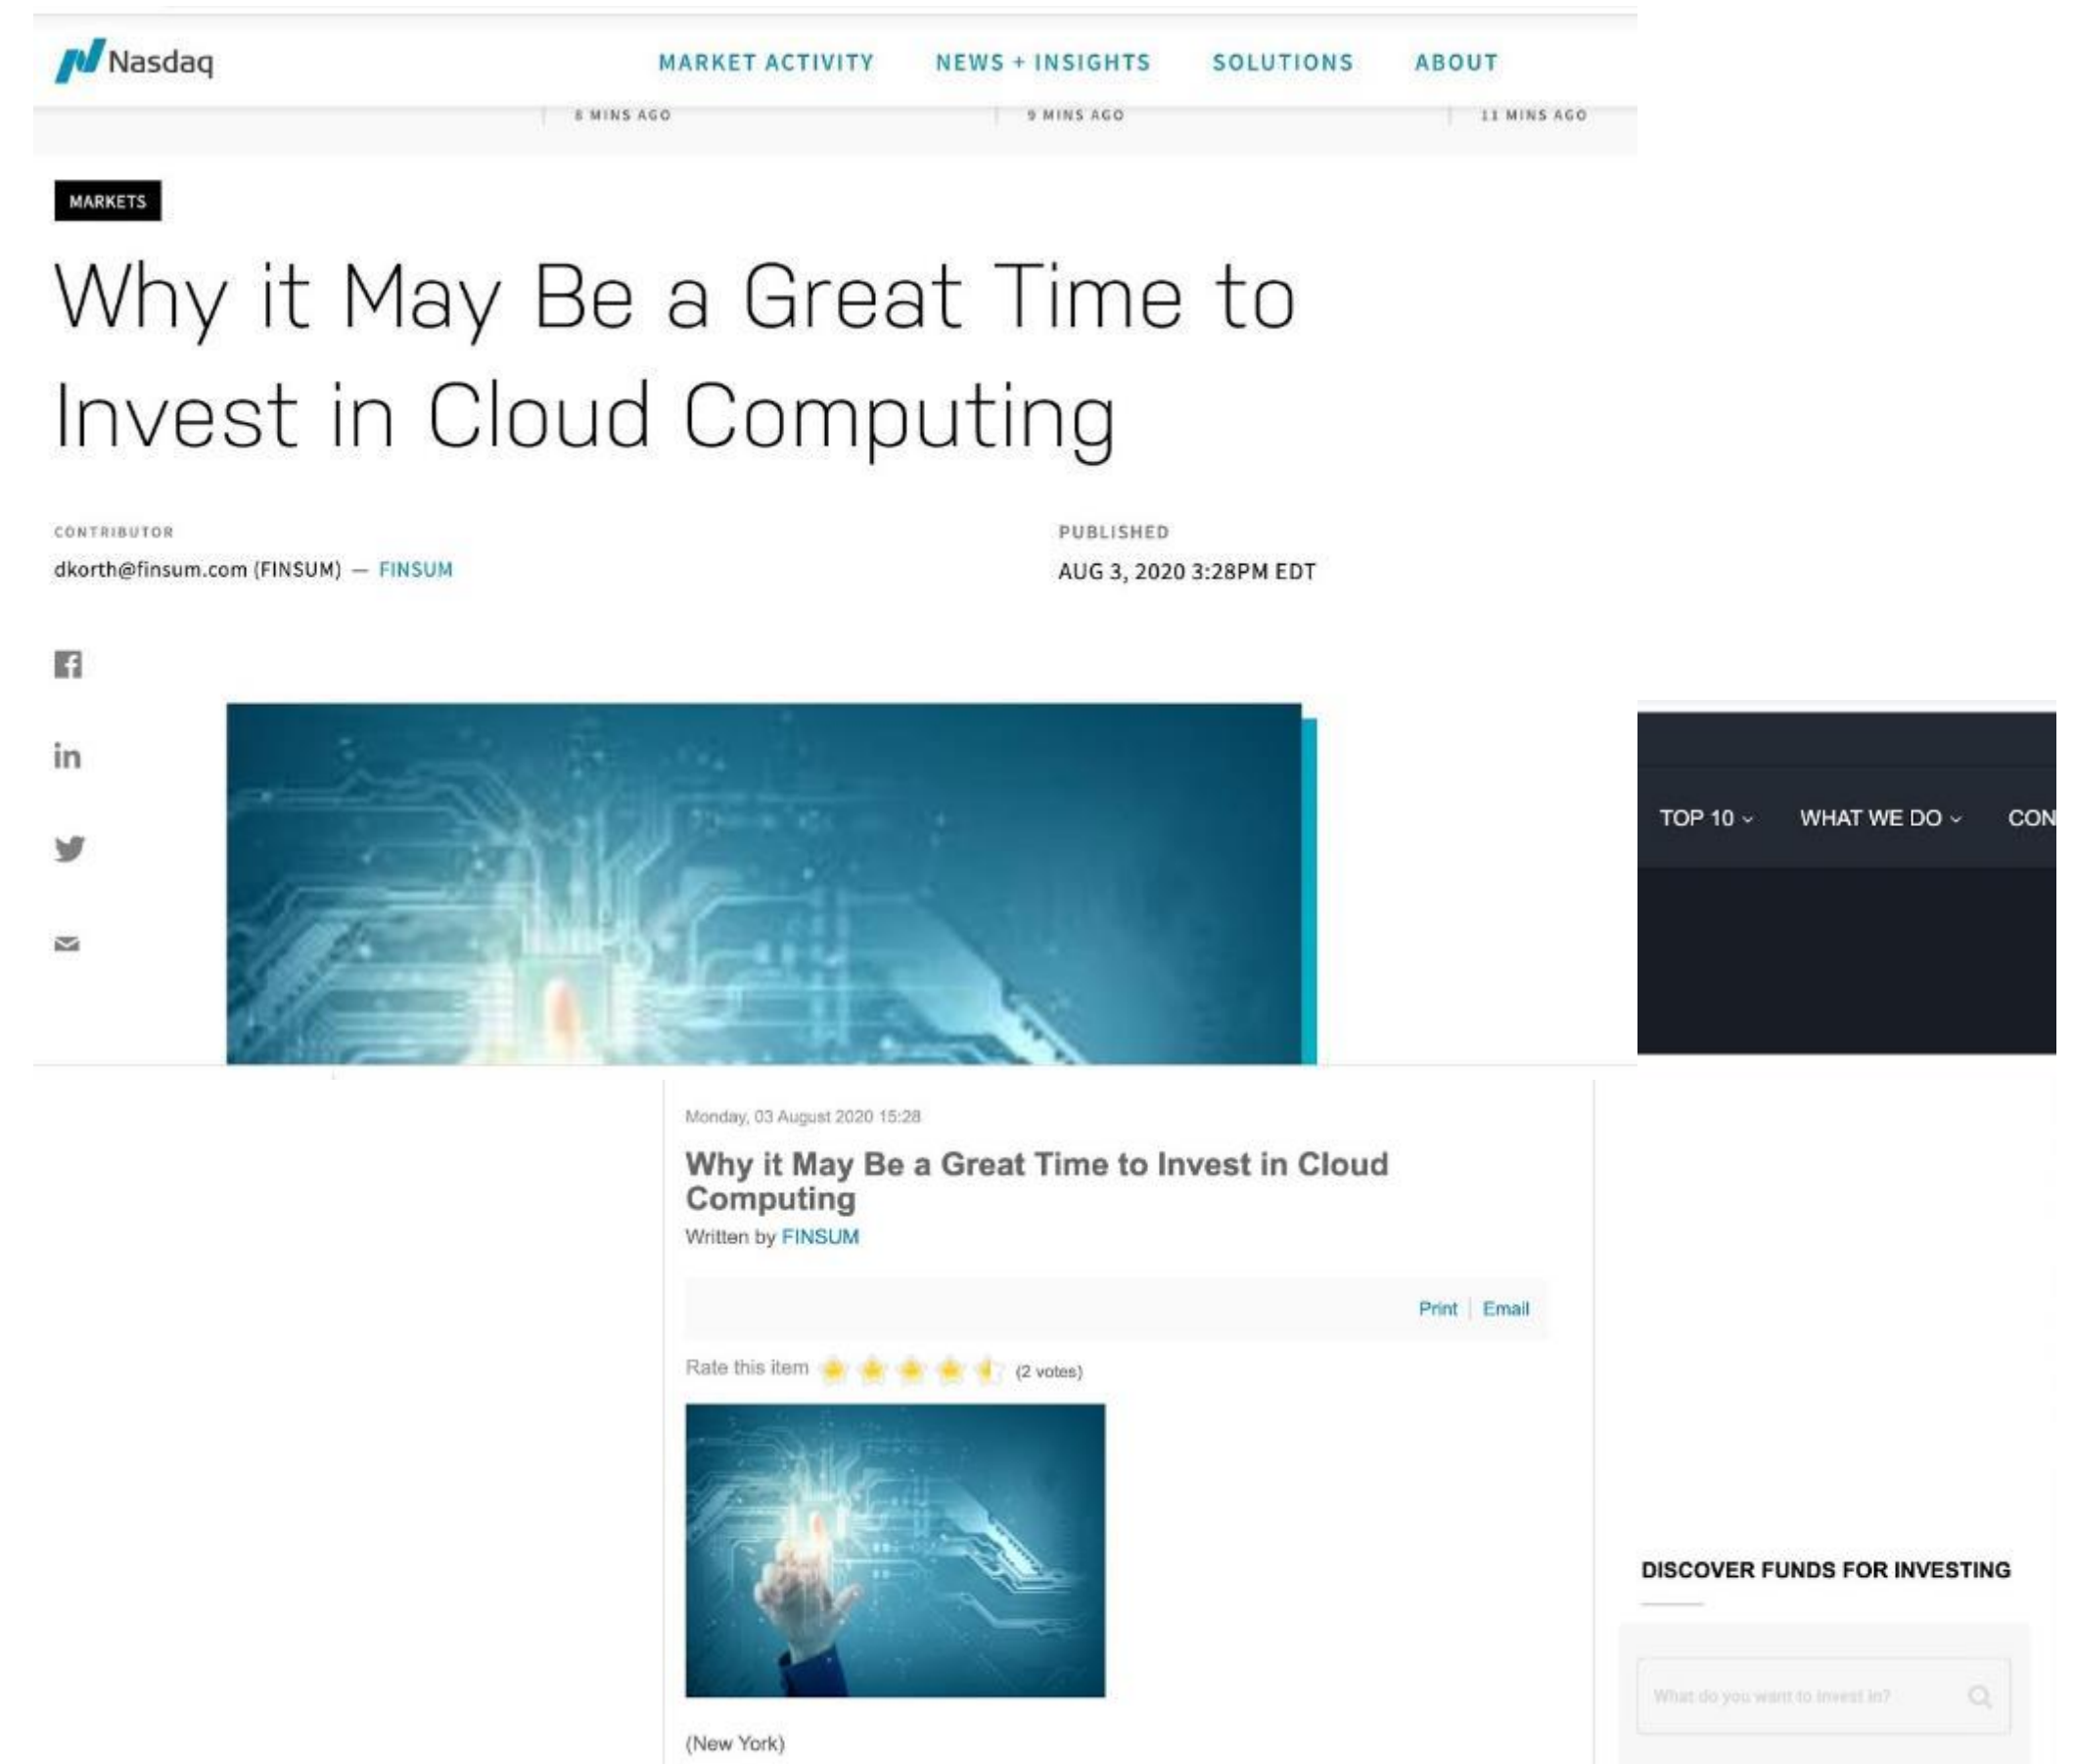 Nasdaq
MARKET ACTIVITY NEWS + INSIGHTS SOLUTIONS ABOUT
8 MINS AGO 9 MINS AGO 11 MINS AGO
MARKETS
Why it May Be a Great Time to
Invest in Cloud Computing
CONTRIBUTOR PUBLISHED
dkorth@finsum.com (FINSUM) — FINSUM AUG 3, 2020 3:28PM EDT
TOP 10 WHAT WE DO CON
Monday, 03 August 2020 15:28
Why it May Be a Great Time to Invest in Cloud
Computing
Written by FINSUM
Print Email
Rate this item (2 votes)
(New York)
DISCOVER FUNDS FOR INVESTING
What do you want to invest in?